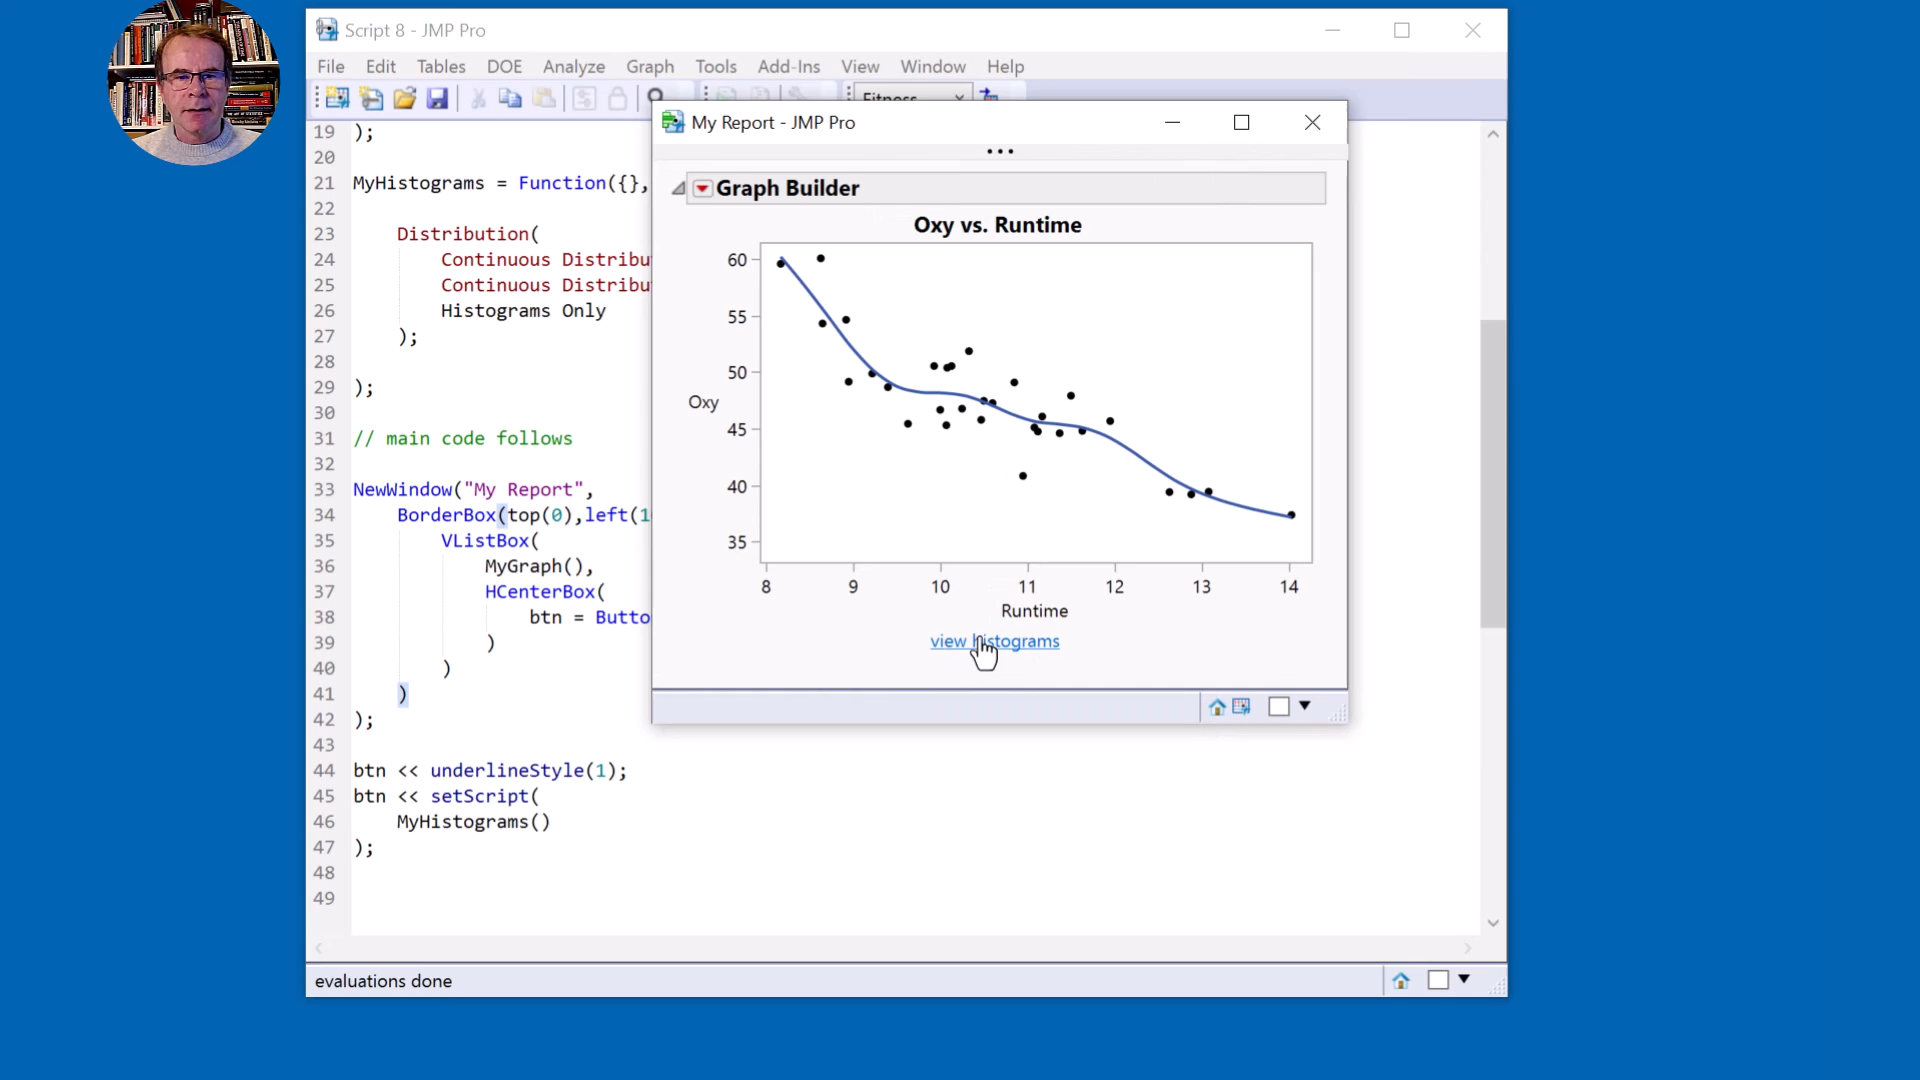 Script 8 - JMP Pro
File Edit Tables DOE Analyze Graph Tools Add-Ins View Window Help
Fitness
19 );
20
21 MyHistograms = Function({},
22
23 Distribution(
24 Continuous Distribu
25 Continuous Distribu
26 Histograms Only
27 );
28
29 );
30
31 // main code follows
32
33 NewWindow("My Report",
34 BorderBox(top(0),left(1
35 VListBox(
36 MyGraph(),
37 HCenterBox(
38 btn = Butto
39 )
40 )
41 )
42 );
43
44 btn << underlineStyle(1);
45 btn << setScript(
46 MyHistograms()
47 );
48
49
evaluations done
My Report - JMP Pro
Graph Builder
Oxy vs. Runtime
60
55
50
45
40
35
Oxy
8 9 10 11 12 13 14
Runtime
view histograms